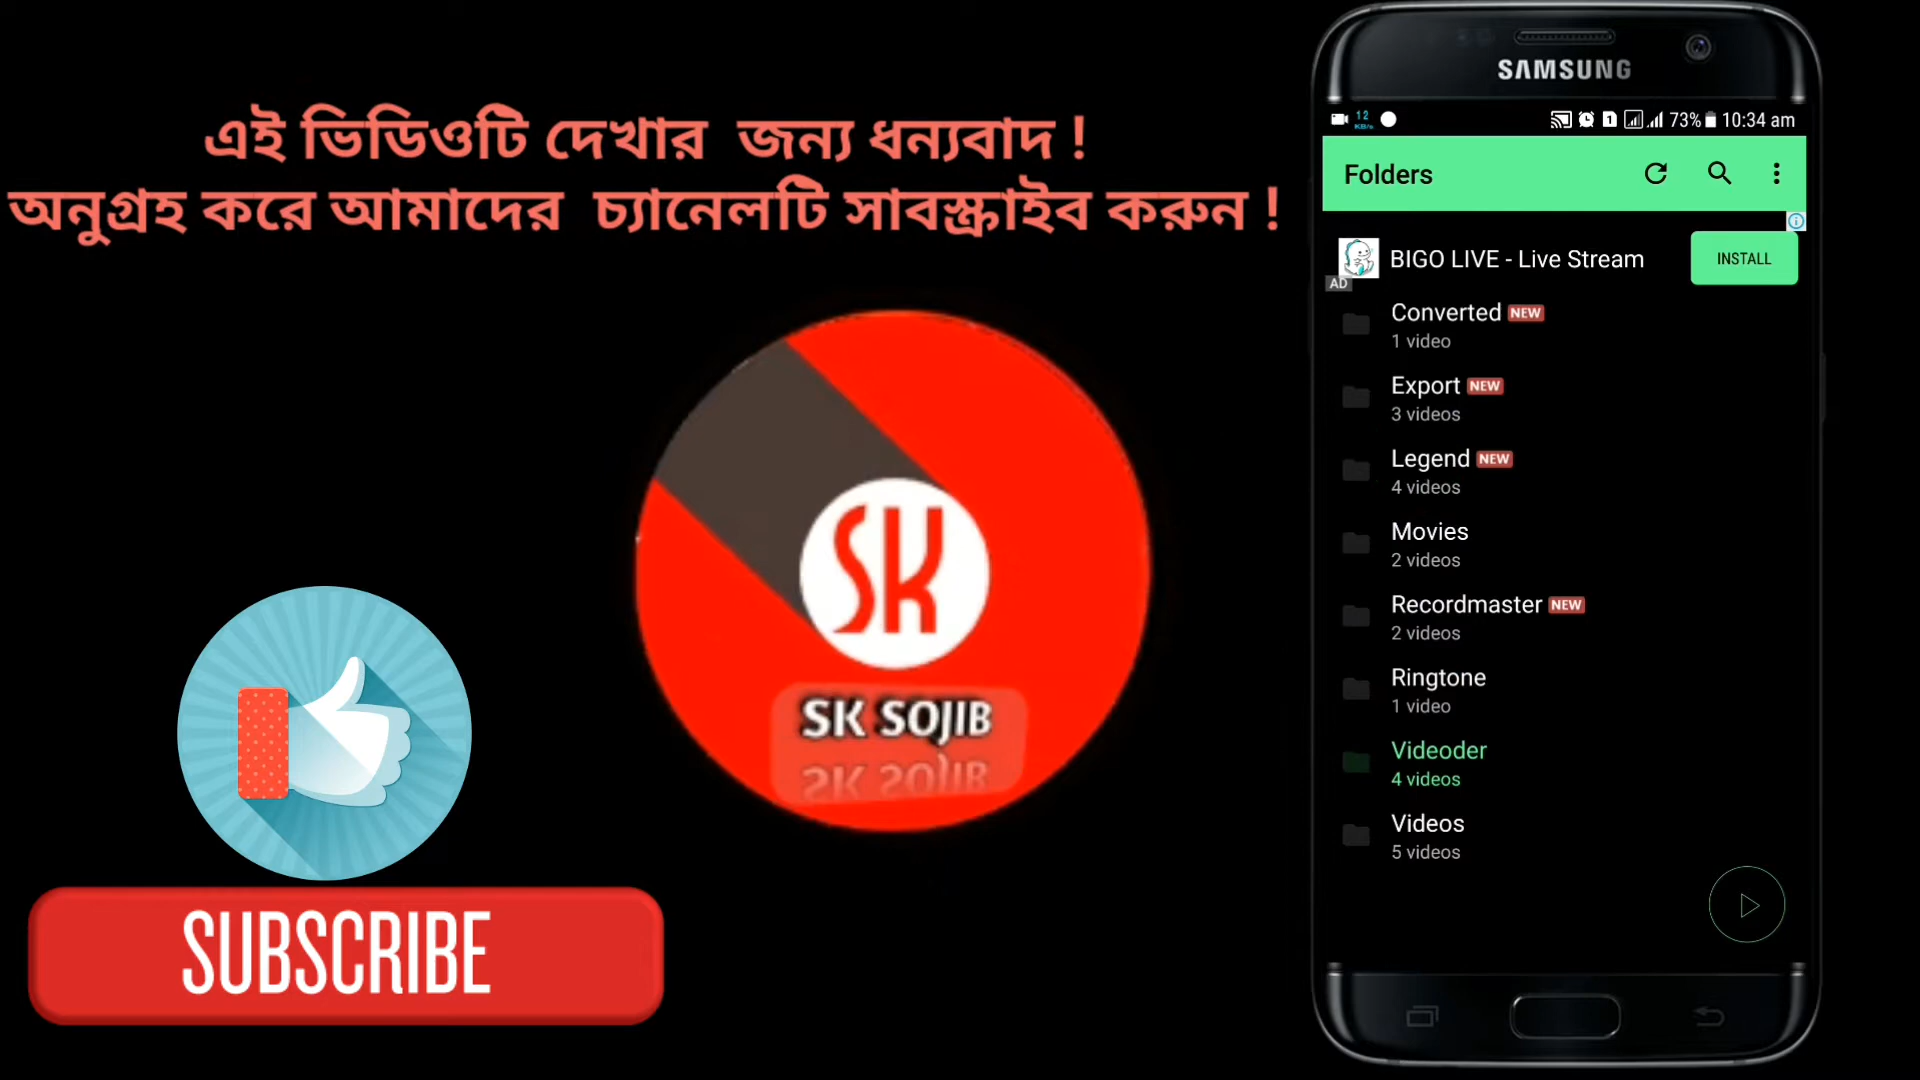 এই ভিডিওটি দেখার জন্য ধন্যবাদ !
অনুগ্রহ করে আমাদের চ্যানেলটি সাবস্ক্রাইব করুন !
SK
SK SOJIB
SUBSCRIBE
SAMSUNG
12 KB/s 1 73% 10:34 am
Folders
BIGO LIVE - Live Stream INSTALL
AD
Converted NEW
1 video
Export NEW
3 videos
Legend NEW
4 videos
Movies
2 videos
Recordmaster NEW
2 videos
Ringtone
1 video
Videoder
4 videos
Videos
5 videos